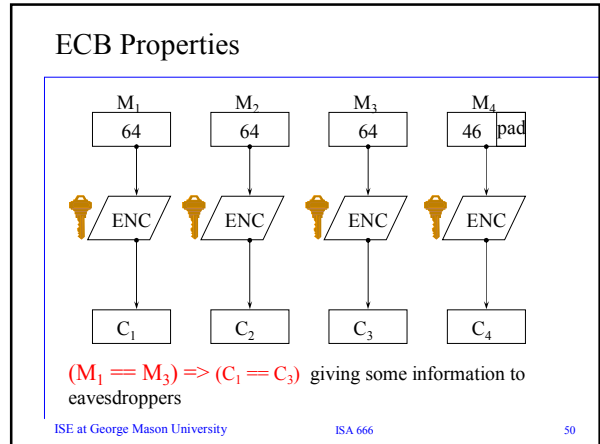 ECB Properties
M₁ M₂ M₃ M₄
64 64 64 46 pad
ENC ENC ENC ENC
C₁ C₂ C₃ C₄
(M₁ == M₃) => (C₁ == C₃) giving some information to
eavesdroppers
ISE at George Mason University ISA 666 50